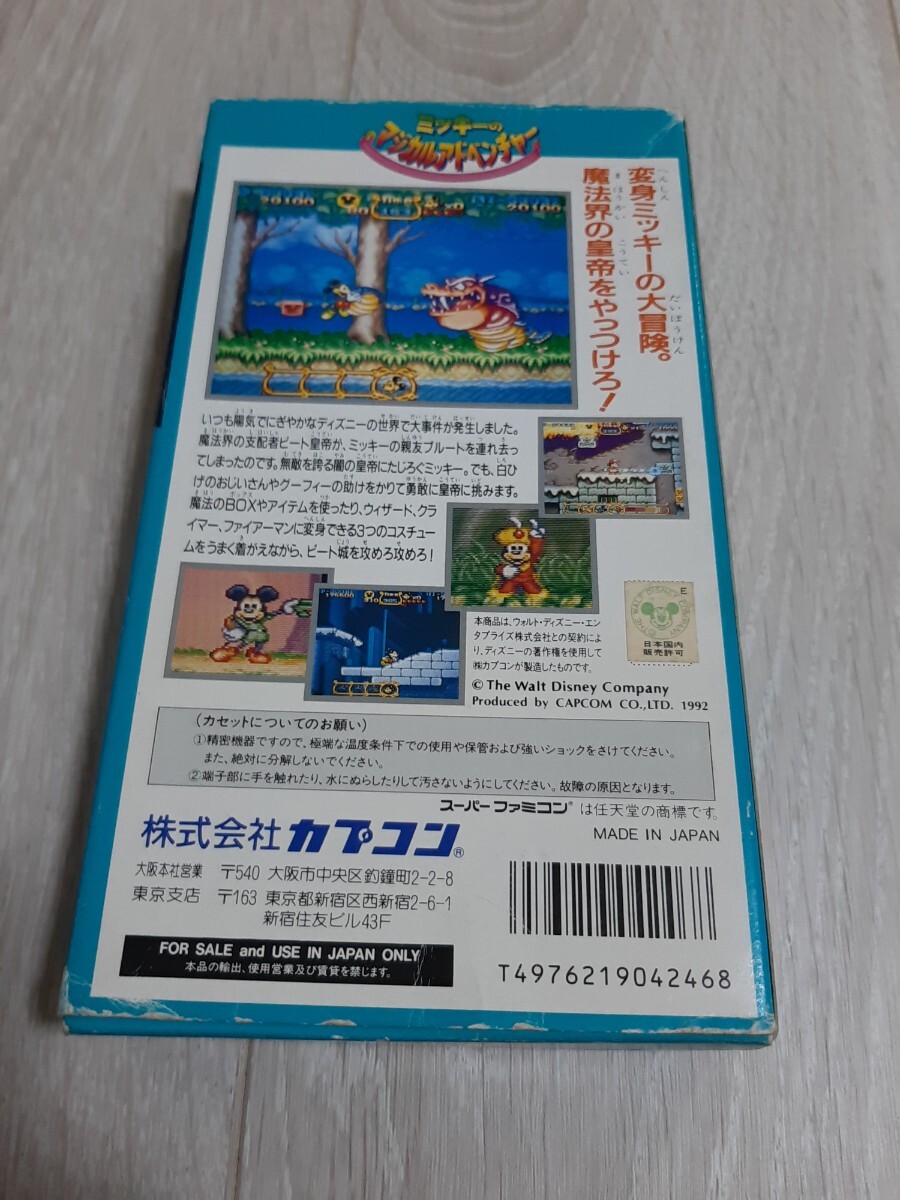 ミッキーの
マジカルアドベンチャー
変身ミッキーの大冒険。
へんしん
だいぼうけん
魔法界の皇帝をやっつけろ!
まほうかい
こうてい
20100
20100
いつも陽気でにぎやかなディズニーの世界で大事件が発生しました。
魔法界の支配者ピート皇帝が、ミッキーの親友プルートを連れ去っ
てしまったのです。無敵を誇る闇の皇帝にたじろぐミッキー。でも、白ひ
げのおじいさんやグーフィーの助けをかりて勇敢に皇帝に挑みます。
魔法のBOXやアイテムを使ったり、ウィザード、クラ
イマー、ファイアーマンに変身できる3つのコスチュー
ムをうまく着がえながら、ピート城を攻めろ攻めろ!
本商品は、ウォルト・ディズニー・エン
タプライズ株式会社との契約によ
り、ディズニーの著作権を使用して
㈱カプコンが製造したものです。
E
日本国内
販売許可
© The Walt Disney Company
Produced by CAPCOM CO.,LTD. 1992
(カセットについてのお願い)
①精密機器ですので、極端な温度条件下での使用や保管および強いショックをさけてください。
また、絶対に分解しないでください。
②端子部に手を触れたり、水にぬらしたりして汚さないようにしてください。故障の原因となります。
スーパーファミコン®は任天堂の商標です。
株式会社カプコン®
MADE IN JAPAN
大阪本社営業 〒540 大阪市中央区釣鐘町2-2-8
東京支店 〒163 東京都新宿区西新宿2-6-1
新宿住友ビル43F
FOR SALE and USE IN JAPAN ONLY
本品の輸出、使用営業及び賃貸を禁じます。
T4976219042468